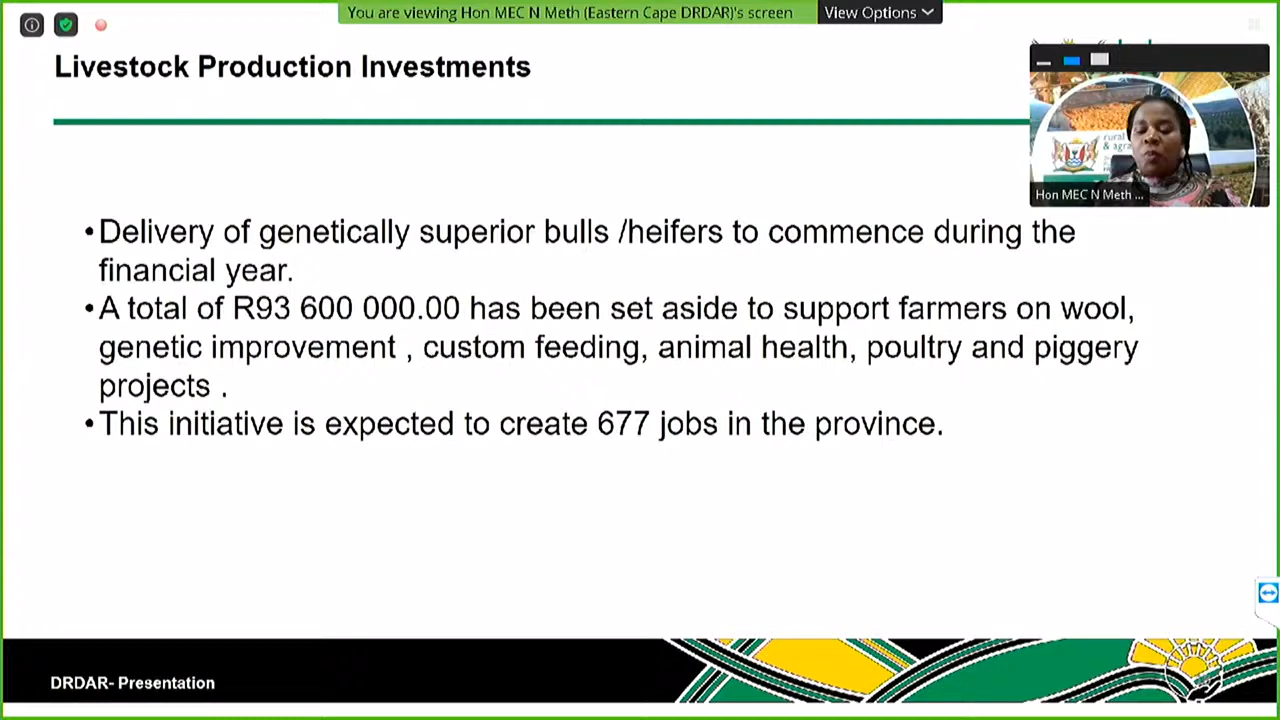 You are viewing Hon MEC N Meth (Eastern Cape DRDAR)'s screen
View Options
Livestock Production Investments
rural
& agra
Hon MEC N Meth ...
•Delivery of genetically superior bulls /heifers to commence during the
financial year.
•A total of R93 600 000.00 has been set aside to support farmers on wool,
genetic improvement , custom feeding, animal health, poultry and piggery
projects .
•This initiative is expected to create 677 jobs in the province.
DRDAR- Presentation